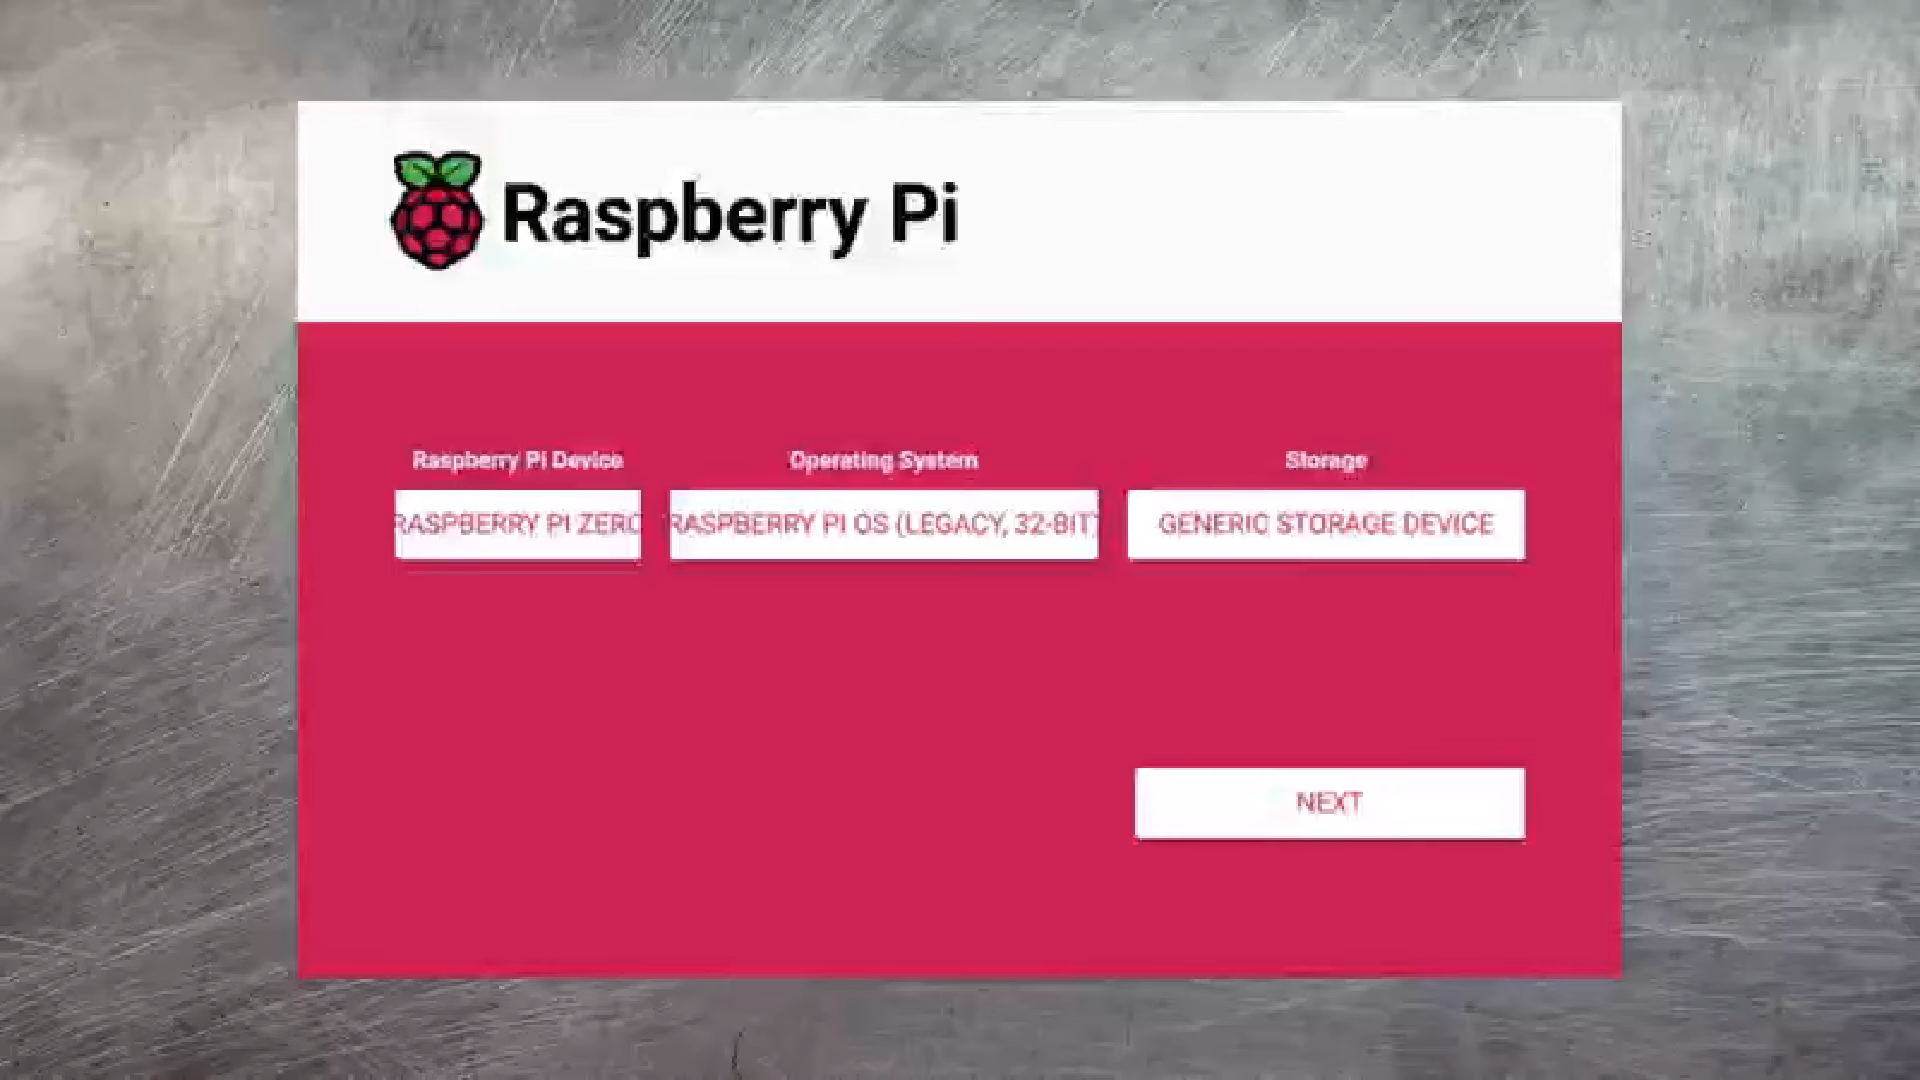 Raspberry Pi
Raspberry Pi Device
Operating System
Storage
RASPBERRY PI ZERO
RASPBERRY PI OS (LEGACY, 32-BIT)
GENERIC STORAGE DEVICE
NEXT